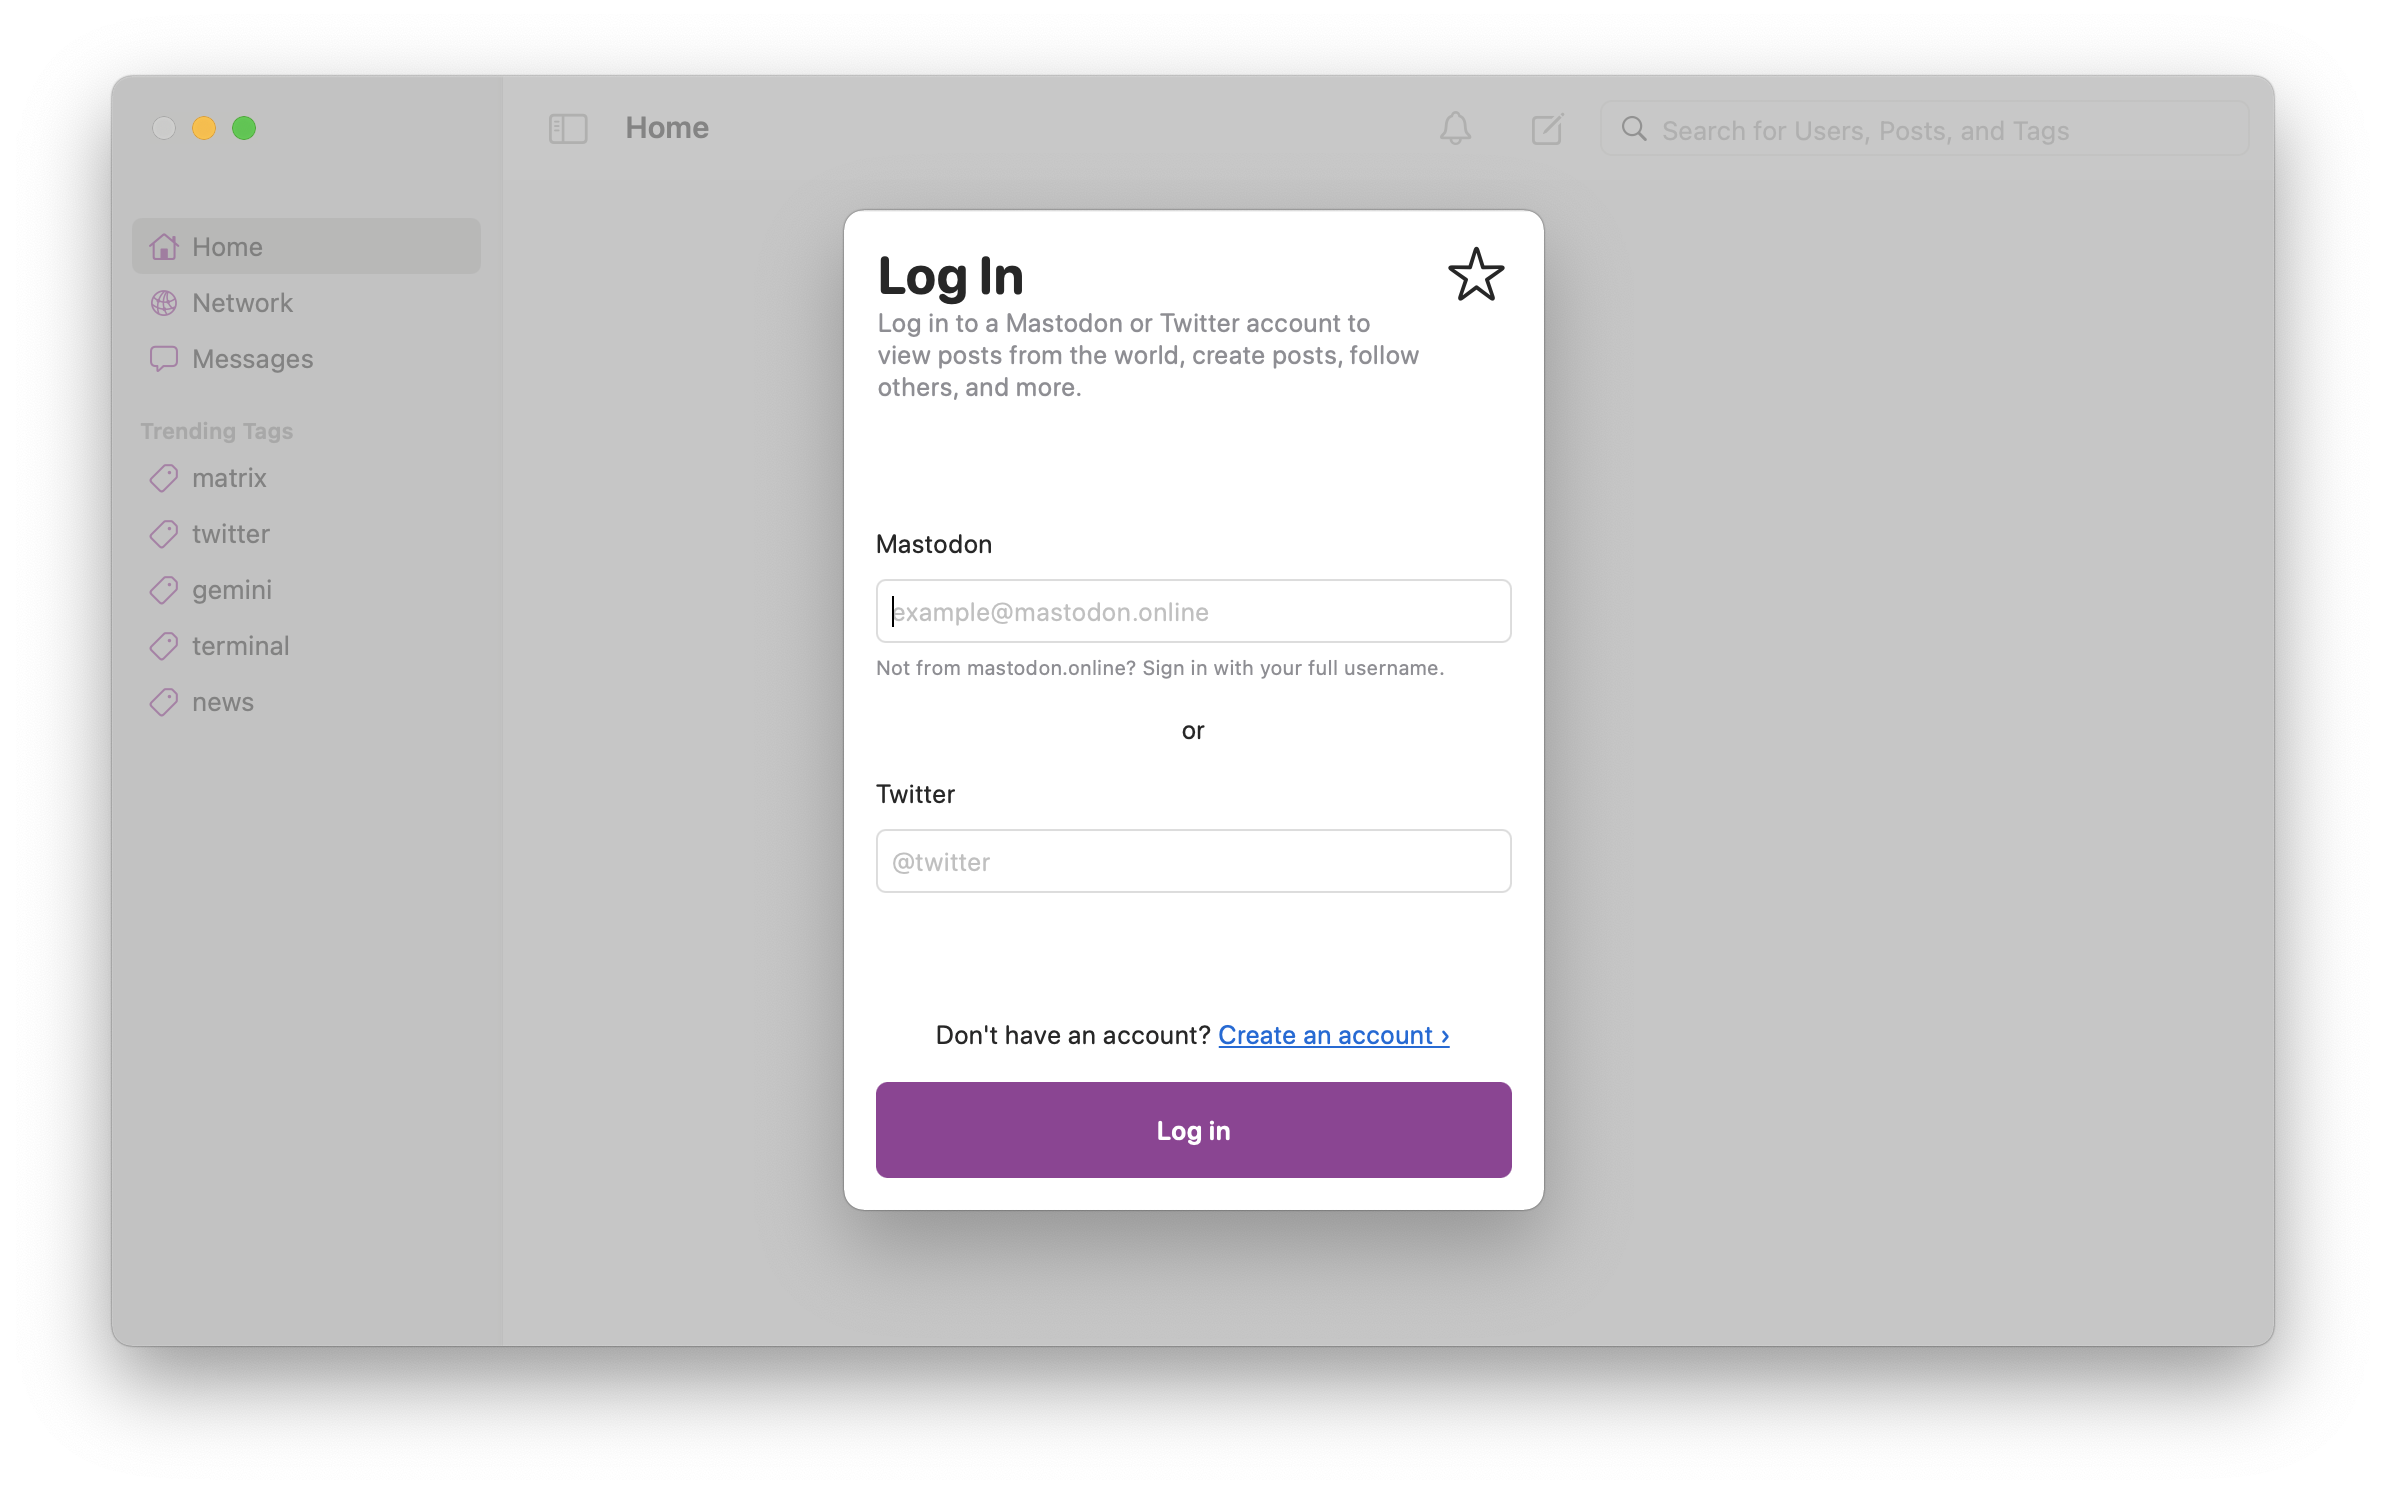 Home
Search for Users, Posts, and Tags
Home
Network
Messages
Trending Tags
matrix
twitter
gemini
terminal
news
Log In
Log in to a Mastodon or Twitter account to
view posts from the world, create posts, follow
others, and more.
Mastodon
example@mastodon.online
Not from mastodon.online? Sign in with your full username.
or
Twitter
@twitter
Don't have an account? Create an account ›
Log in